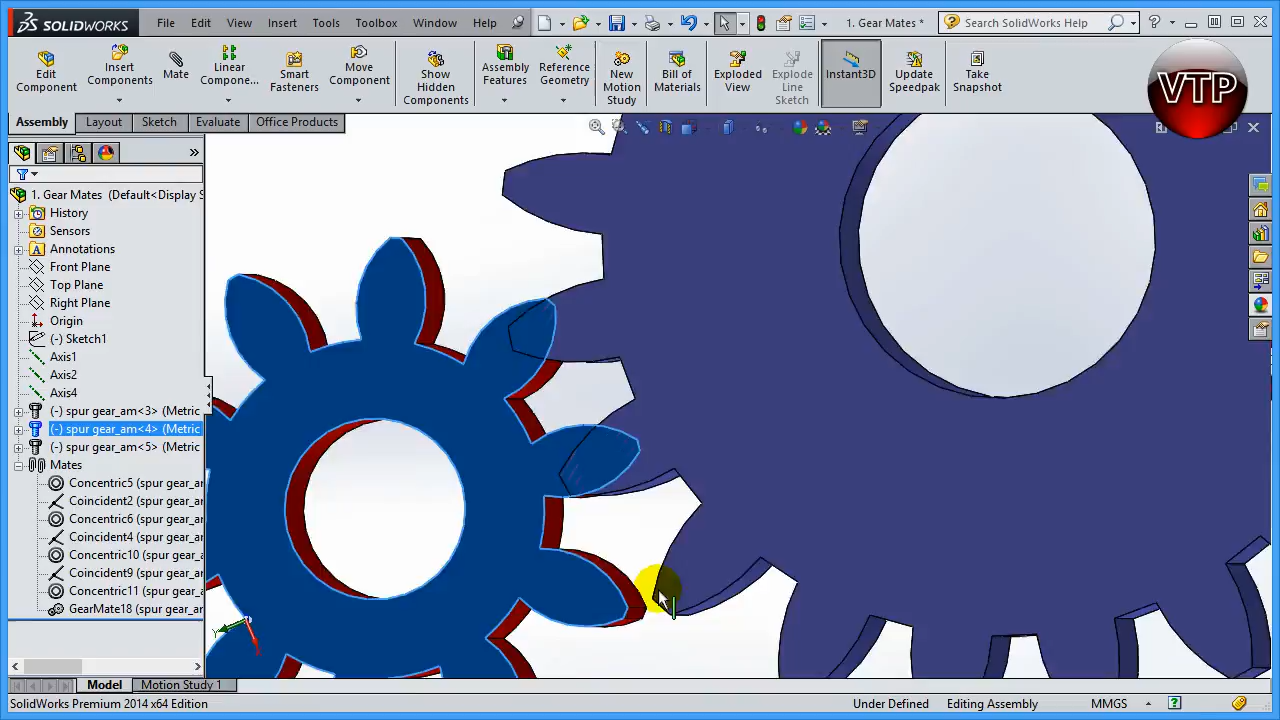 SOLIDWORKS File Edit View Insert Tools Toolbox Window Help 1. Gear Mates * Search SolidWorks Help ?
Edit Component
Insert Components
Mate
Linear Compone...
Smart Fasteners
Move Component
Show Hidden Components
Assembly Features
Reference Geometry
New Motion Study
Bill of Materials
Exploded View
Explode Line Sketch
Instant3D
Update Speedpak
Take Snapshot
VTP
Assembly Layout Sketch Evaluate Office Products
1. Gear Mates (Default<Display S
History
Sensors
Annotations
Front Plane
Top Plane
Right Plane
Origin
(-) Sketch1
Axis1
Axis2
Axis4
(-) spur gear_am<3> (Metric
(-) spur gear_am<4> (Metric
(-) spur gear_am<5> (Metric
Mates
Concentric5 (spur gear_ar
Coincident2 (spur gear_ar
Concentric6 (spur gear_ar
Coincident4 (spur gear_ar
Concentric10 (spur gear_a
Coincident9 (spur gear_ar
Concentric11 (spur gear_a
GearMate18 (spur gear_ar
Y
Model Motion Study 1
SolidWorks Premium 2014 x64 Edition Under Defined Editing Assembly MMGS ?